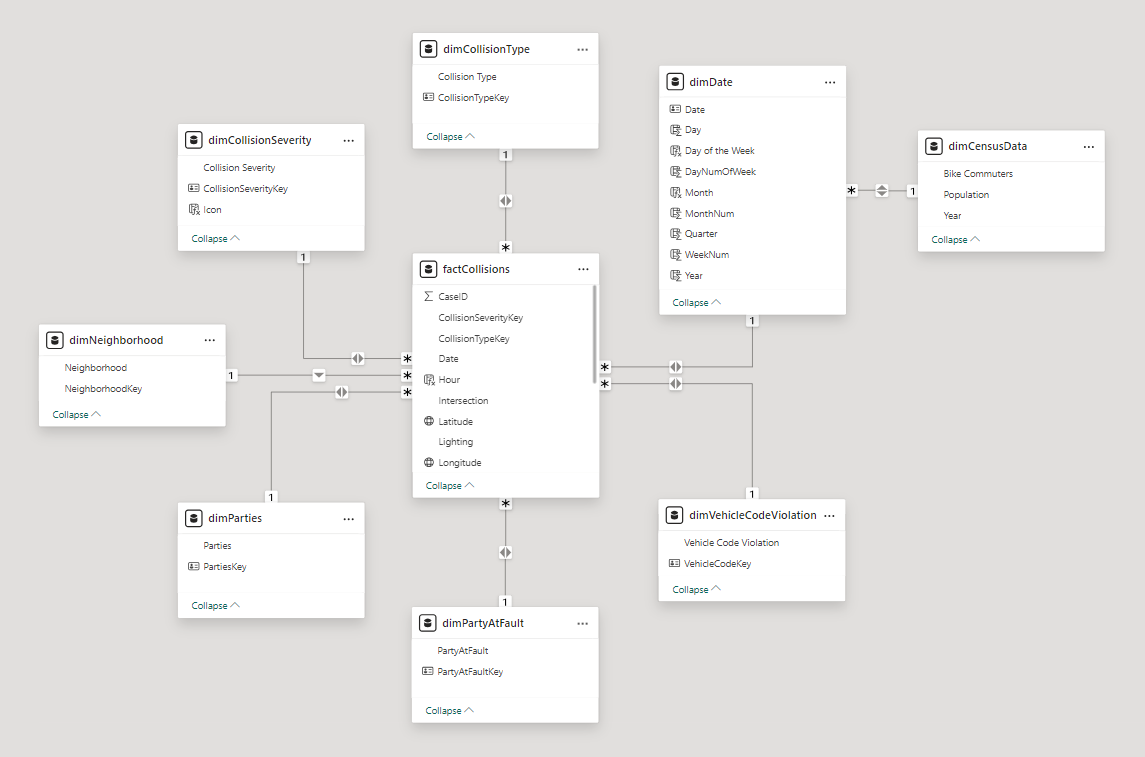 dimCollisionType
Collision Type
CollisionTypeKey
Collapse
dimDate
Date
Day
Day of the Week
DayNumOfWeek
Month
MonthNum
Quarter
WeekNum
Year
Collapse
dimCensusData
Bike Commuters
Population
Year
Collapse
dimCollisionSeverity
Collision Severity
CollisionSeverityKey
Icon
Collapse
factCollisions
CaseID
CollisionSeverityKey
CollisionTypeKey
Date
Hour
Intersection
Latitude
Lighting
Longitude
Collapse
dimNeighborhood
Neighborhood
NeighborhoodKey
Collapse
dimParties
Parties
PartiesKey
Collapse
dimVehicleCodeViolation
Vehicle Code Violation
VehicleCodeKey
Collapse
dimPartyAtFault
PartyAtFault
PartyAtFaultKey
Collapse
1
*
*
1
1
*
1
*
1
*
1
*
1
*
1
*